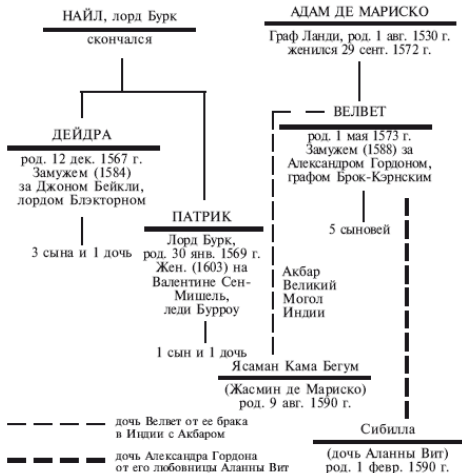 НАЙЛ, лорд Бурк
скончался
АДАМ ДЕ МАРИСКО
Граф Ланди, род. 1 авг. 1530 г.
женился 29 сент. 1572 г.
ДЕЙДРА
род. 12 дек. 1567 г.
Замужем (1584)
за Джоном Бейкли,
лордом Блэкторном
3 сына и 1 дочь
ПАТРИК
Лорд Бурк,
род. 30 янв. 1569 г.
Жен. (1603) на
Валентине Сен-
Мишель,
леди Бурроу
1 сын и 1 дочь
ВЕЛВЕТ
род. 1 мая 1573 г.
Замужем (1588) за
Александром Гордоном,
графом Брок-Кэрнским
5 сыновей
Акбар
Великий
Могол
Индии
Ясаман Кама Бегум
(Жасмин де Мариско)
род. 9 авг. 1590 г.
Сибилла
(дочь Аланны Вит)
род. 1 февр. 1590 г.
дочь Велвет от ее брака
в Индии с Акбаром
дочь Александра Гордона
от его любовницы Аланны Вит